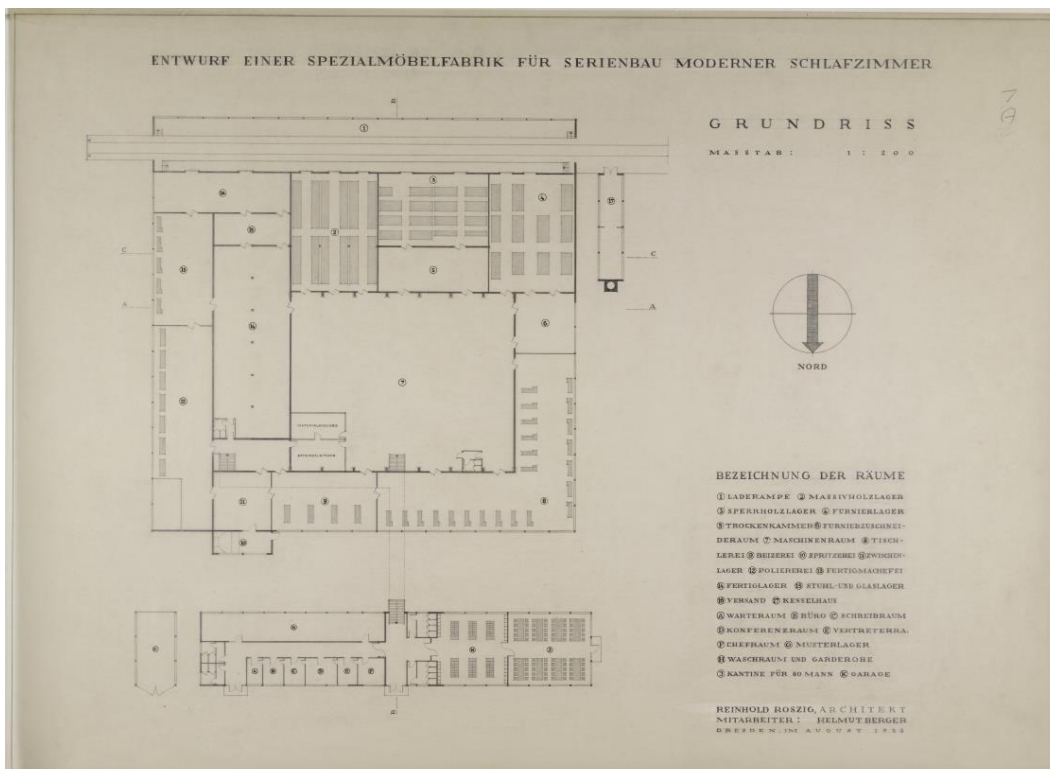 ENTWURF EINER SPEZIALMÖBELFABRIK FÜR SERIENBAU MODERNER SCHLAFZIMMER
GRUNDRISS
MASSTAB: 1:200
NORD
C
C
A
A
BEZEICHNUNG DER RÄUME
① LADERAMPE ② MASSIVHOLZLAGER
③ SPERRHOLZLAGER ④ FURNIERLAGER
⑤ TROCKENKAMMER ⑥ FURNIERZUSCHNEI-
DERAUM ⑦ MASCHINENRAUM ⑧ TISCH-
LEREI ⑨ BEIZEREI ⑩ SPRITZEREI ⑪ ZWISCHEN-
LAGER ⑫ POLIEREREI ⑬ FERTIGMACHEREI
⑭ FERTIGLAGER ⑮ STUHL-UND GLASLAGER
⑯ VERSAND ⑰ KESSELHAUS
Ⓐ WARTERAUM Ⓑ BÜRO Ⓒ SCHREIBRAUM
Ⓓ KONFERENZRAUM Ⓔ VERTRETERRA.
Ⓕ CHEFRAUM Ⓖ MUSTERLAGER
Ⓗ WASCHRAUM UND GARDEROBE
Ⓙ KANTINE FÜR 80 MANN Ⓚ GARAGE
REINHOLD ROSZIG, ARCHITEKT
MITARBEITER: HELMUT BERGER
DRESDEN, IM AUGUST